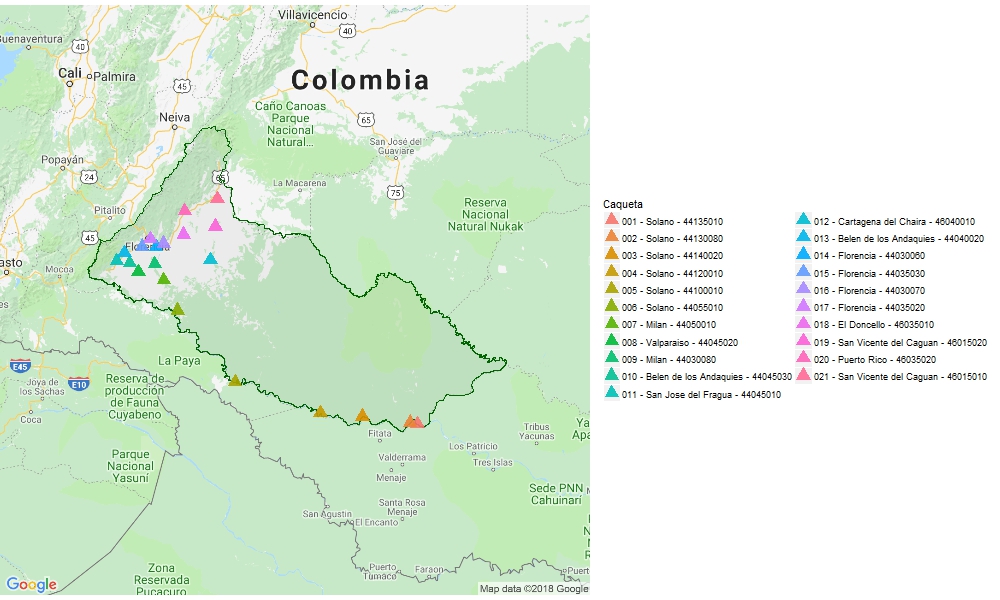 Villavicencio
Buenaventura
40
40
Cali
Palmira
Colombia
45
Caño Canoas
Parque
Nacional
Natural...
Neiva
65
San José del
Guaviare
Popayán
24
65
La Macarena
75
Pitalito
Reserva
Nacional
Natural Nukak
45
Florencia
asto
Mocoa
es
La Paya
E45
Joya de
los Sachas
E10
Reserva de
producción
de Fauna
Cuyabeno
Coca
Fitata
Tribus
Yacunas
Ya
Apa
Parque
Nacional
Yasuní
Valderrama
Los Patricio
Menaje
Tres Islas
Sede PNN
Cahuinarí
Santa Rosa
Menaje
San Agustin
El Encanto
N
N
Zona
Reservada
Pucacuro
Puerto
Tunaco
Faraon
Puerto
Google
Map data ©2018 Google
Caqueta
001 - Solano - 44135010
002 - Solano - 44130080
003 - Solano - 44140020
004 - Solano - 44120010
005 - Solano - 44100010
006 - Solano - 44055010
007 - Milan - 44050010
008 - Valparaiso - 44045020
009 - Milan - 44030080
010 - Belen de los Andaquies - 44045030
011 - San Jose del Fragua - 44045010
012 - Cartagena del Chaira - 46040010
013 - Belen de los Andaquies - 44040020
014 - Florencia - 44030060
015 - Florencia - 44035030
016 - Florencia - 44030070
017 - Florencia - 44035020
018 - El Doncello - 46035010
019 - San Vicente del Caguan - 46015020
020 - Puerto Rico - 46035020
021 - San Vicente del Caguan - 46015010